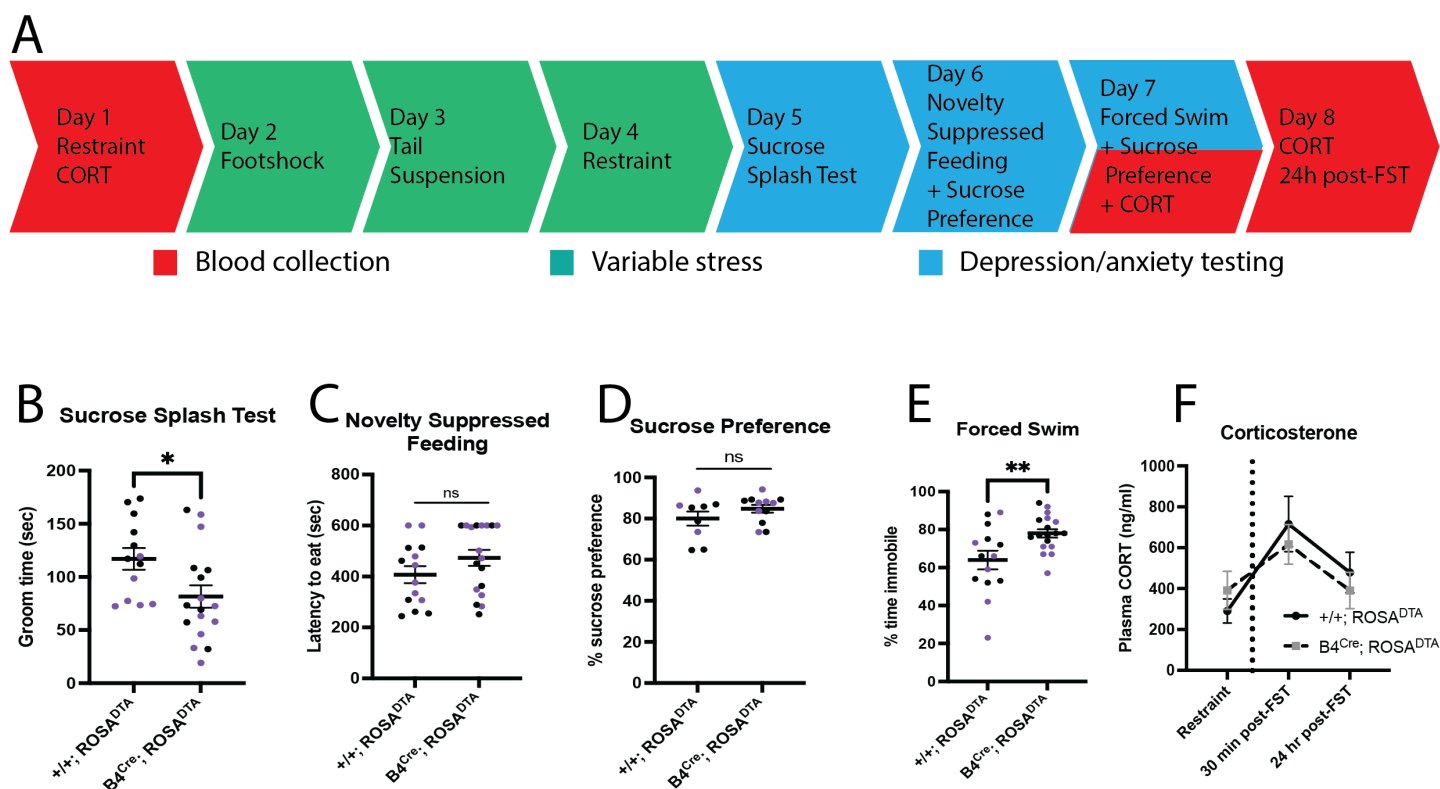 A
Day 1
Restraint
CORT
Day 2
Footshock
Day 3
Tail
Suspension
Day 4
Restraint
Day 5
Sucrose
Splash Test
Day 6
Novelty
Suppressed
Feeding
+ Sucrose
Preference
Day 7
Forced Swim
+ Sucrose
Preference
+ CORT
Day 8
CORT
24h post-FST
Blood collection
Variable stress
Depression/anxiety testing
B
Sucrose Splash Test
*
Groom time (sec)
200
150
100
50
0
+/+; ROSA^DTA
B4^Cre; ROSA^DTA
C
Novelty Suppressed
Feeding
ns
Latency to eat (sec)
800
600
400
200
0
+/+; ROSA^DTA
B4^Cre; ROSA^DTA
D
Sucrose Preference
ns
% sucrose preference
100
80
60
40
20
0
+/+; ROSA^DTA
B4^Cre; ROSA^DTA
E
Forced Swim
**
% time immobile
100
80
60
40
20
0
+/+; ROSA^DTA
B4^Cre; ROSA^DTA
F
Corticosterone
Plasma CORT (ng/ml)
1000
800
600
400
200
0
+/+; ROSA^DTA
B4^Cre; ROSA^DTA
Restraint
30 min post-FST
24 hr post-FST